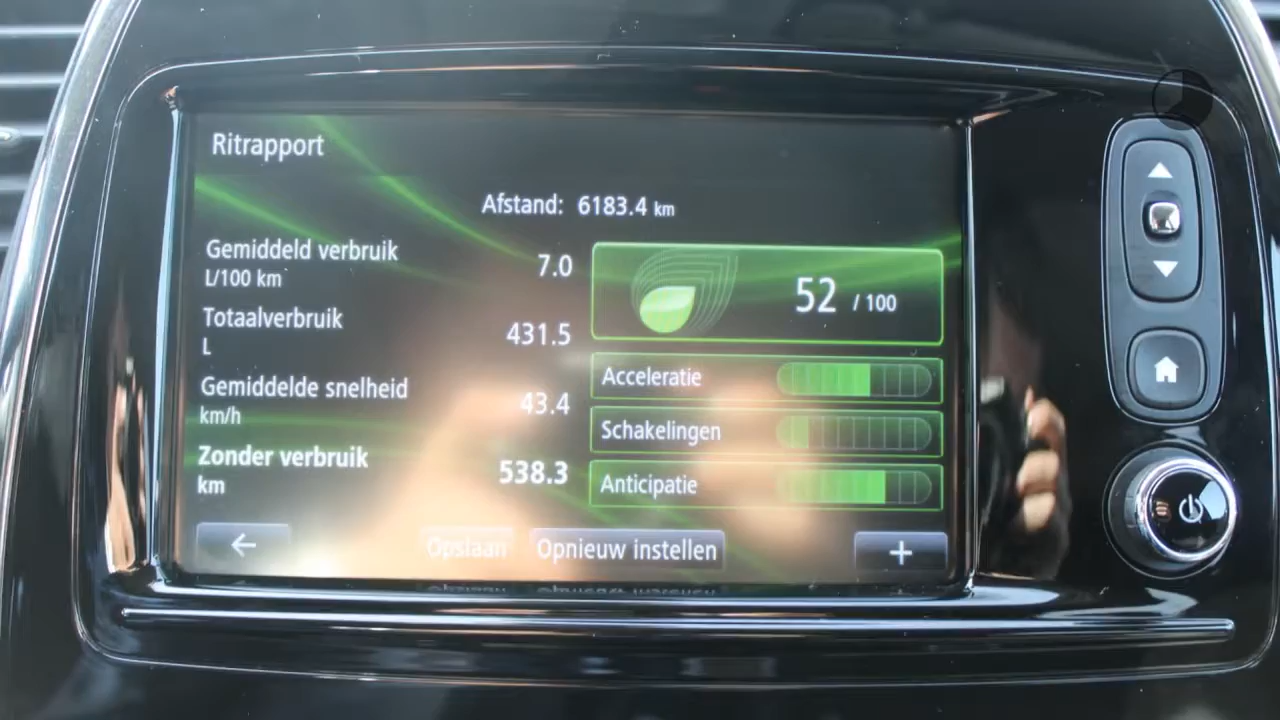 Ritrapport
Afstand: 6183.4 km
Gemiddeld verbruik
L/100 km
7.0
Totaalverbruik
L
431.5
Gemiddelde snelheid
km/h
43.4
Zonder verbruik
km
538.3
52 / 100
Acceleratie
Schakelingen
Anticipatie
Opslaan
Opnieuw instellen